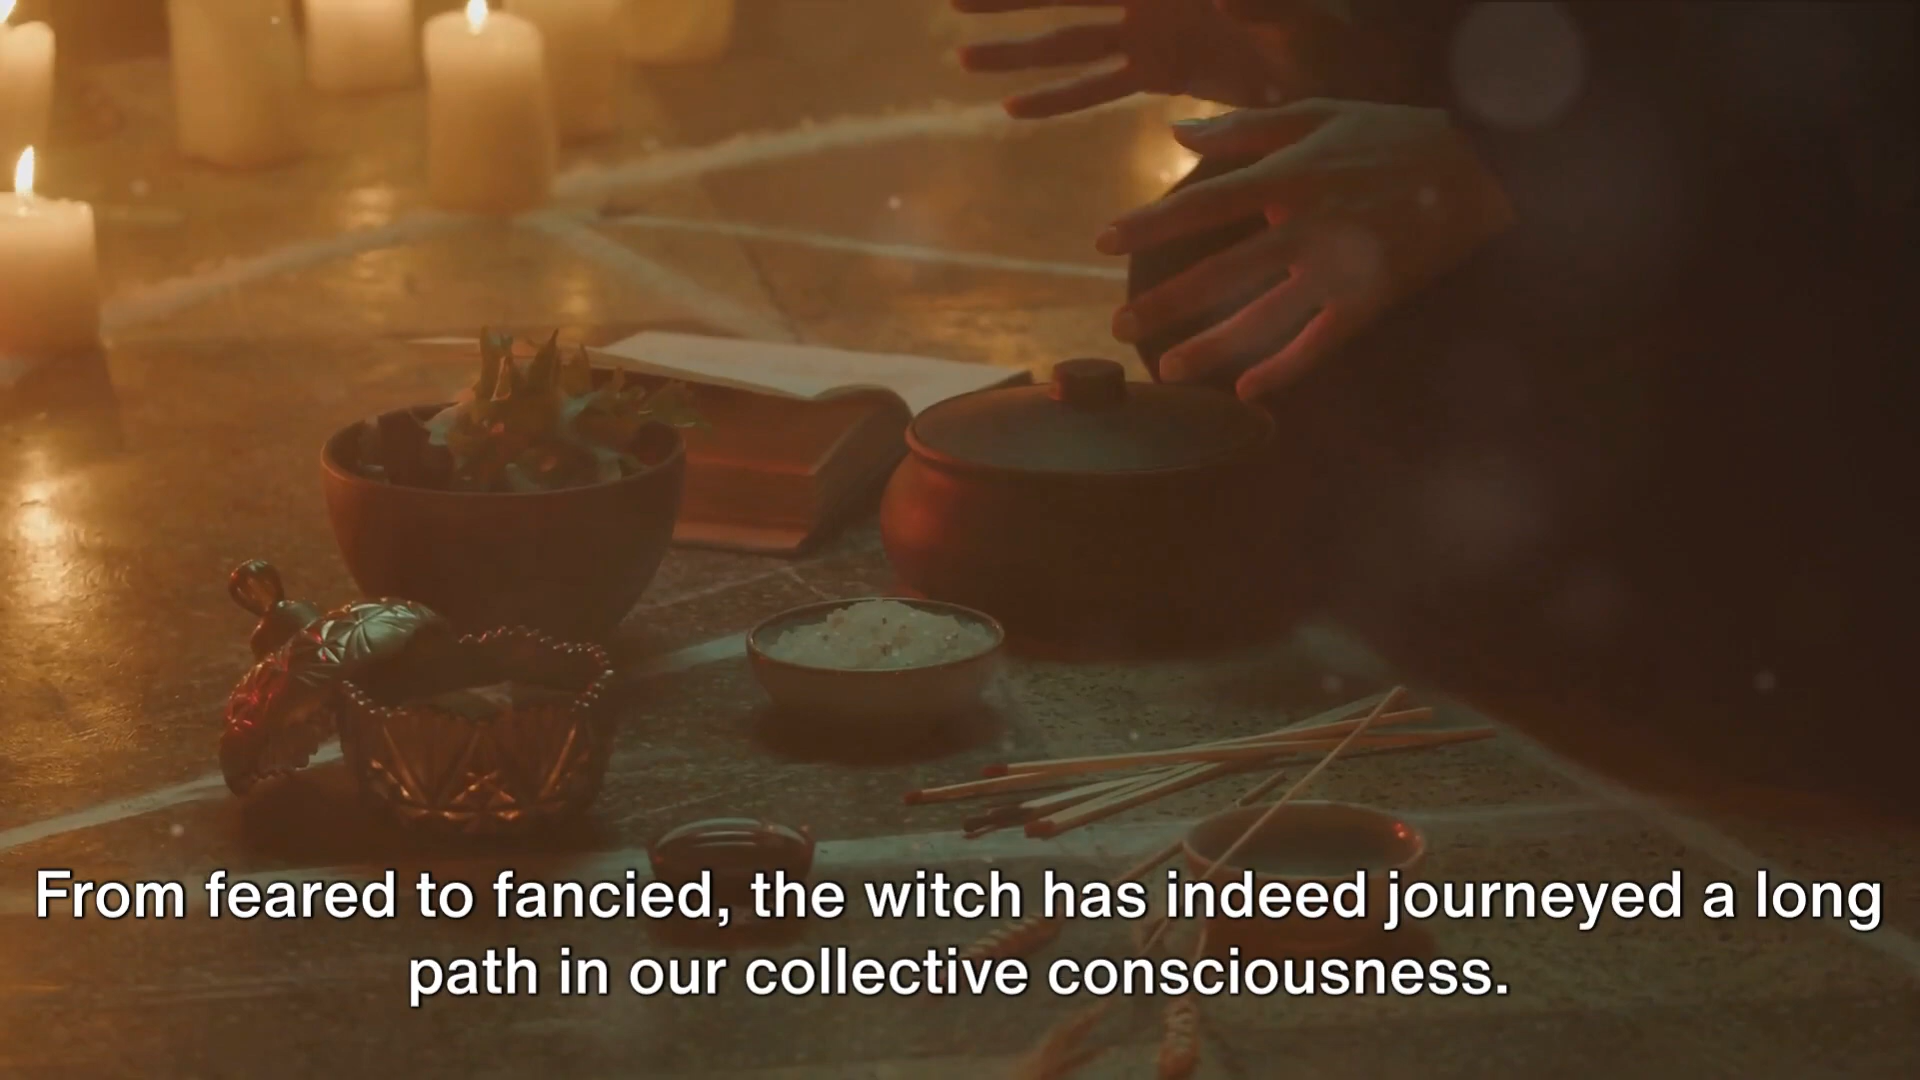 From feared to fancied, the witch has indeed journeyed a long
path in our collective consciousness.